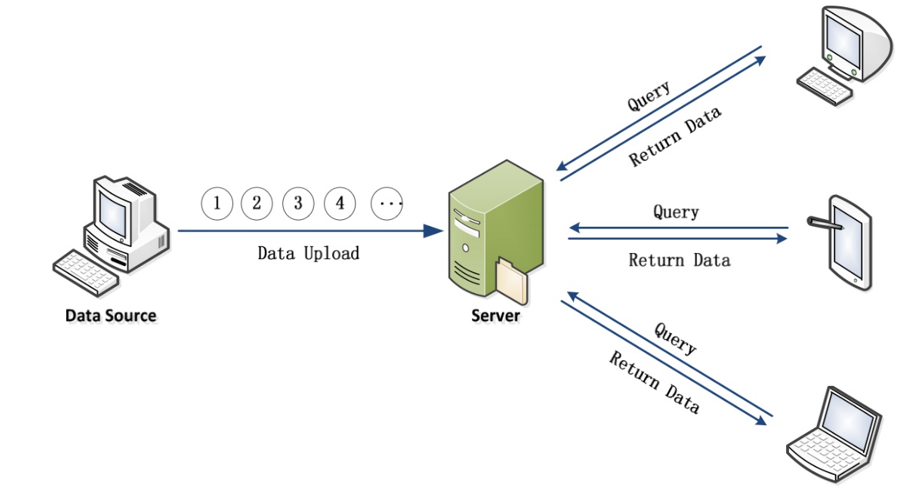 1 2 3 4 ...
Data Upload
Data Source
Server
Query
Return Data
Query
Return Data
Query
Return Data